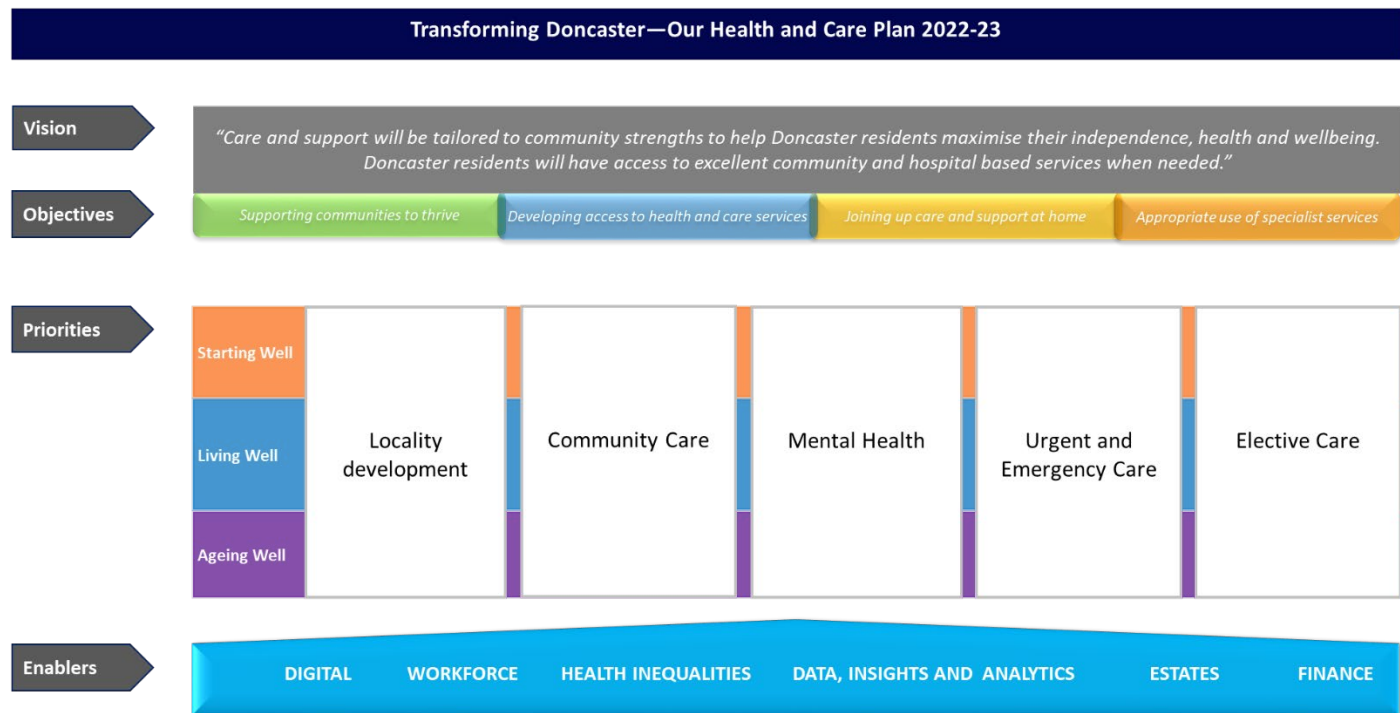 Transforming Doncaster—Our Health and Care Plan 2022-23
Vision
“Care and support will be tailored to community strengths to help Doncaster residents maximise their independence, health and wellbeing.
Doncaster residents will have access to excellent community and hospital based services when needed.”
Objectives
Supporting communities to thrive
Developing access to health and care services
Joining up care and support at home
Appropriate use of specialist services
Priorities
Starting Well
Living Well
Ageing Well
Locality
development
Community Care
Mental Health
Urgent and
Emergency Care
Elective Care
Enablers
DIGITAL WORKFORCE HEALTH INEQUALITIES DATA, INSIGHTS AND ANALYTICS ESTATES FINANCE